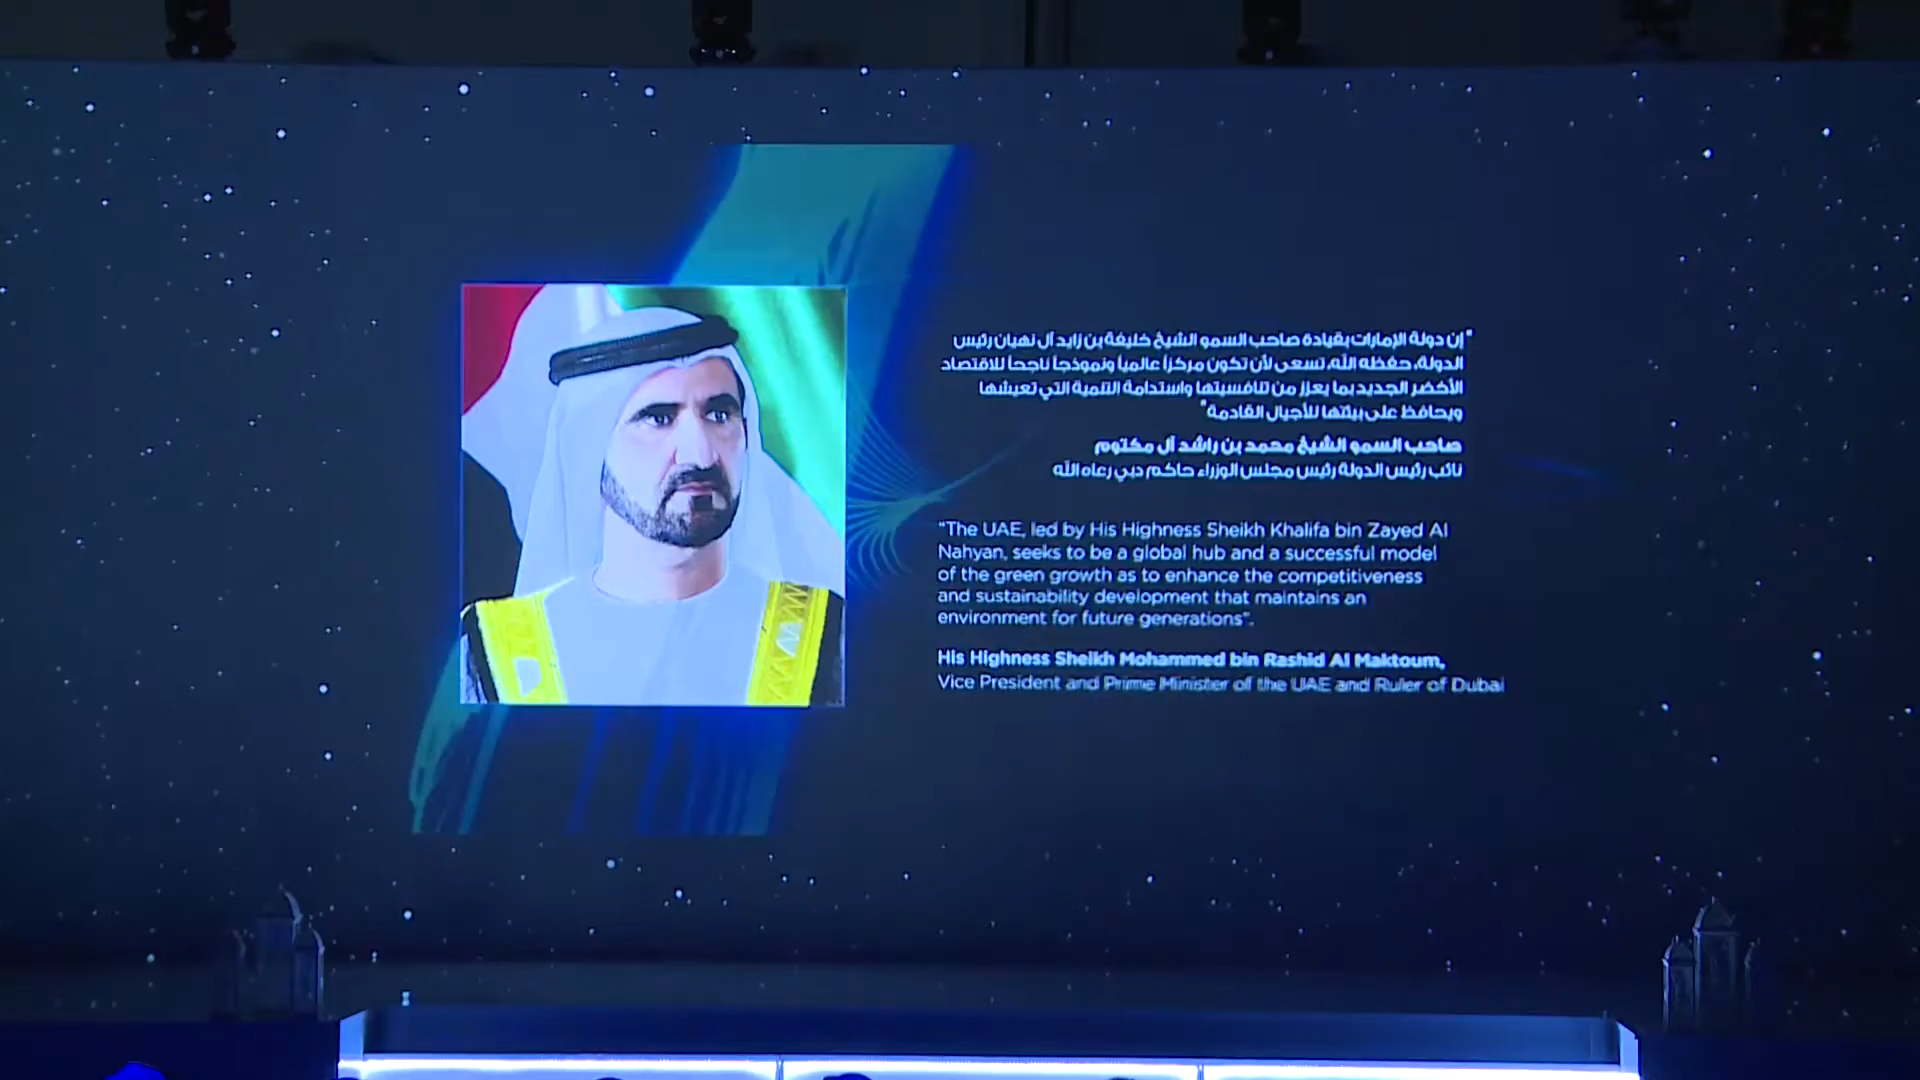 "إن دولة الإمارات بقيادة صاحب السمو الشيخ خليفة بن زايد آل نهيان رئيس
الدولة، حفظه الله، تسعى لأن تكون مركزاً عالمياً ونموذجاً ناجحاً للاقتصاد
الأخضر الجديد بما يعزز من تنافسيتها واستدامة التنمية التي تعيشها
ويحافظ على بيئتها للأجيال القادمة"
صاحب السمو الشيخ محمد بن راشد آل مكتوم
نائب رئيس الدولة رئيس مجلس الوزراء حاكم دبي رعاه الله
"The UAE, led by His Highness Sheikh Khalifa bin Zayed Al
Nahyan, seeks to be a global hub and a successful model
of the green growth as to enhance the competitiveness
and sustainability development that maintains an
environment for future generations".
His Highness Sheikh Mohammed bin Rashid Al Maktoum,
Vice President and Prime Minister of the UAE and Ruler of Dubai